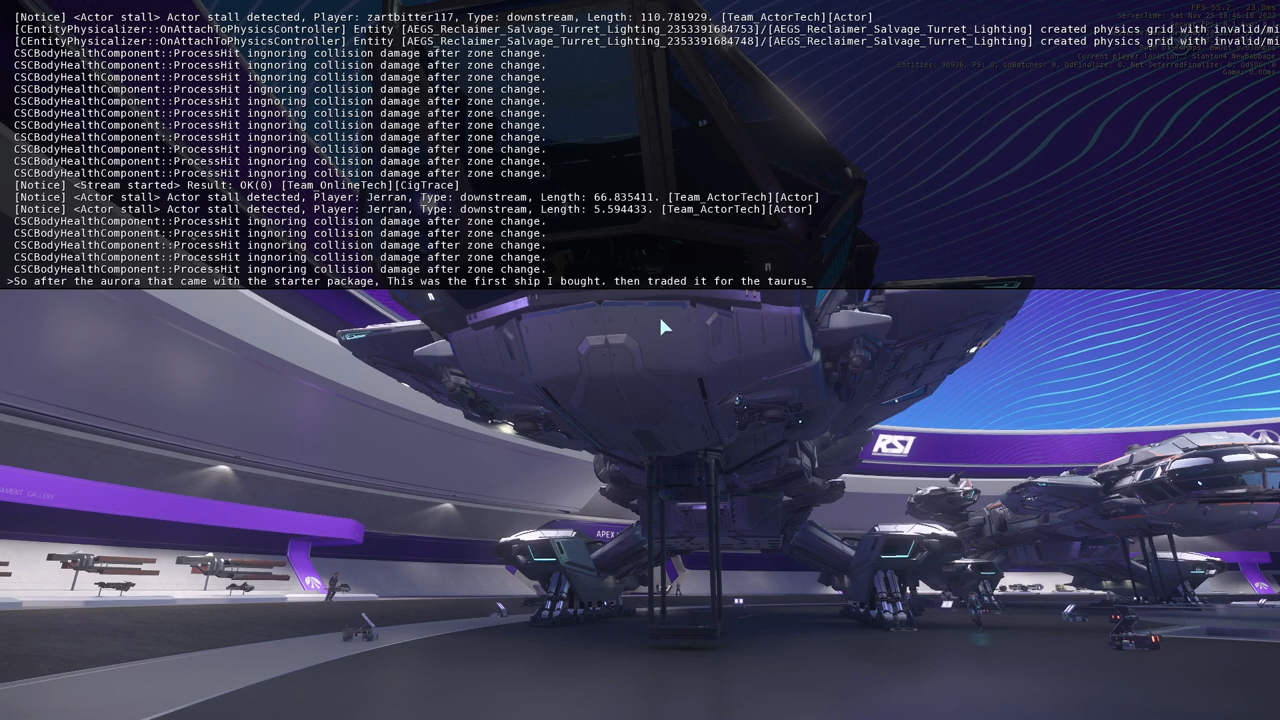 [Notice] <Actor stall> Actor stall detected, Player: zartbitter117, Type: downstream, Length: 110.781929. [Team_ActorTech][Actor]
[CEntityPhysicalizer::OnAttachToPhysicsController] Entity [AEGS_Reclaimer_Salvage_Turret_Lighting_2353391684753]/[AEGS_Reclaimer_Salvage_Turret_Lighting] created physics grid with invalid/mi
[CEntityPhysicalizer::OnAttachToPhysicsController] Entity [AEGS_Reclaimer_Salvage_Turret_Lighting_2353391684748]/[AEGS_Reclaimer_Salvage_Turret_Lighting] created physics grid with invalid/mi
CSCBodyHealthComponent::ProcessHit ingnoring collision damage after zone change.
CSCBodyHealthComponent::ProcessHit ingnoring collision damage after zone change.
CSCBodyHealthComponent::ProcessHit ingnoring collision damage after zone change.
CSCBodyHealthComponent::ProcessHit ingnoring collision damage after zone change.
CSCBodyHealthComponent::ProcessHit ingnoring collision damage after zone change.
CSCBodyHealthComponent::ProcessHit ingnoring collision damage after zone change.
CSCBodyHealthComponent::ProcessHit ingnoring collision damage after zone change.
CSCBodyHealthComponent::ProcessHit ingnoring collision damage after zone change.
CSCBodyHealthComponent::ProcessHit ingnoring collision damage after zone change.
CSCBodyHealthComponent::ProcessHit ingnoring collision damage after zone change.
CSCBodyHealthComponent::ProcessHit ingnoring collision damage after zone change.
[Notice] <Stream started> Result: OK(0) [Team_OnlineTech][CigTrace]
[Notice] <Actor stall> Actor stall detected, Player: Jerran, Type: downstream, Length: 66.835411. [Team_ActorTech][Actor]
[Notice] <Actor stall> Actor stall detected, Player: Jerran, Type: downstream, Length: 5.594433. [Team_ActorTech][Actor]
CSCBodyHealthComponent::ProcessHit ingnoring collision damage after zone change.
CSCBodyHealthComponent::ProcessHit ingnoring collision damage after zone change.
CSCBodyHealthComponent::ProcessHit ingnoring collision damage after zone change.
CSCBodyHealthComponent::ProcessHit ingnoring collision damage after zone change.
CSCBodyHealthComponent::ProcessHit ingnoring collision damage after zone change.
>So after the aurora that came with the starter package, This was the first ship I bought. then traded it for the taurus_
RSI
GALLERY
APEX